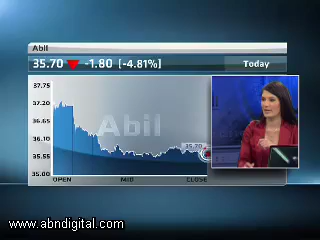 Abil
35.70 -1.80 [-4.81%] Today
37.75
37.20
36.65
36.10
35.55
35.00
Abil
35.70
OPEN MID CLOSE
www.abndigital.com